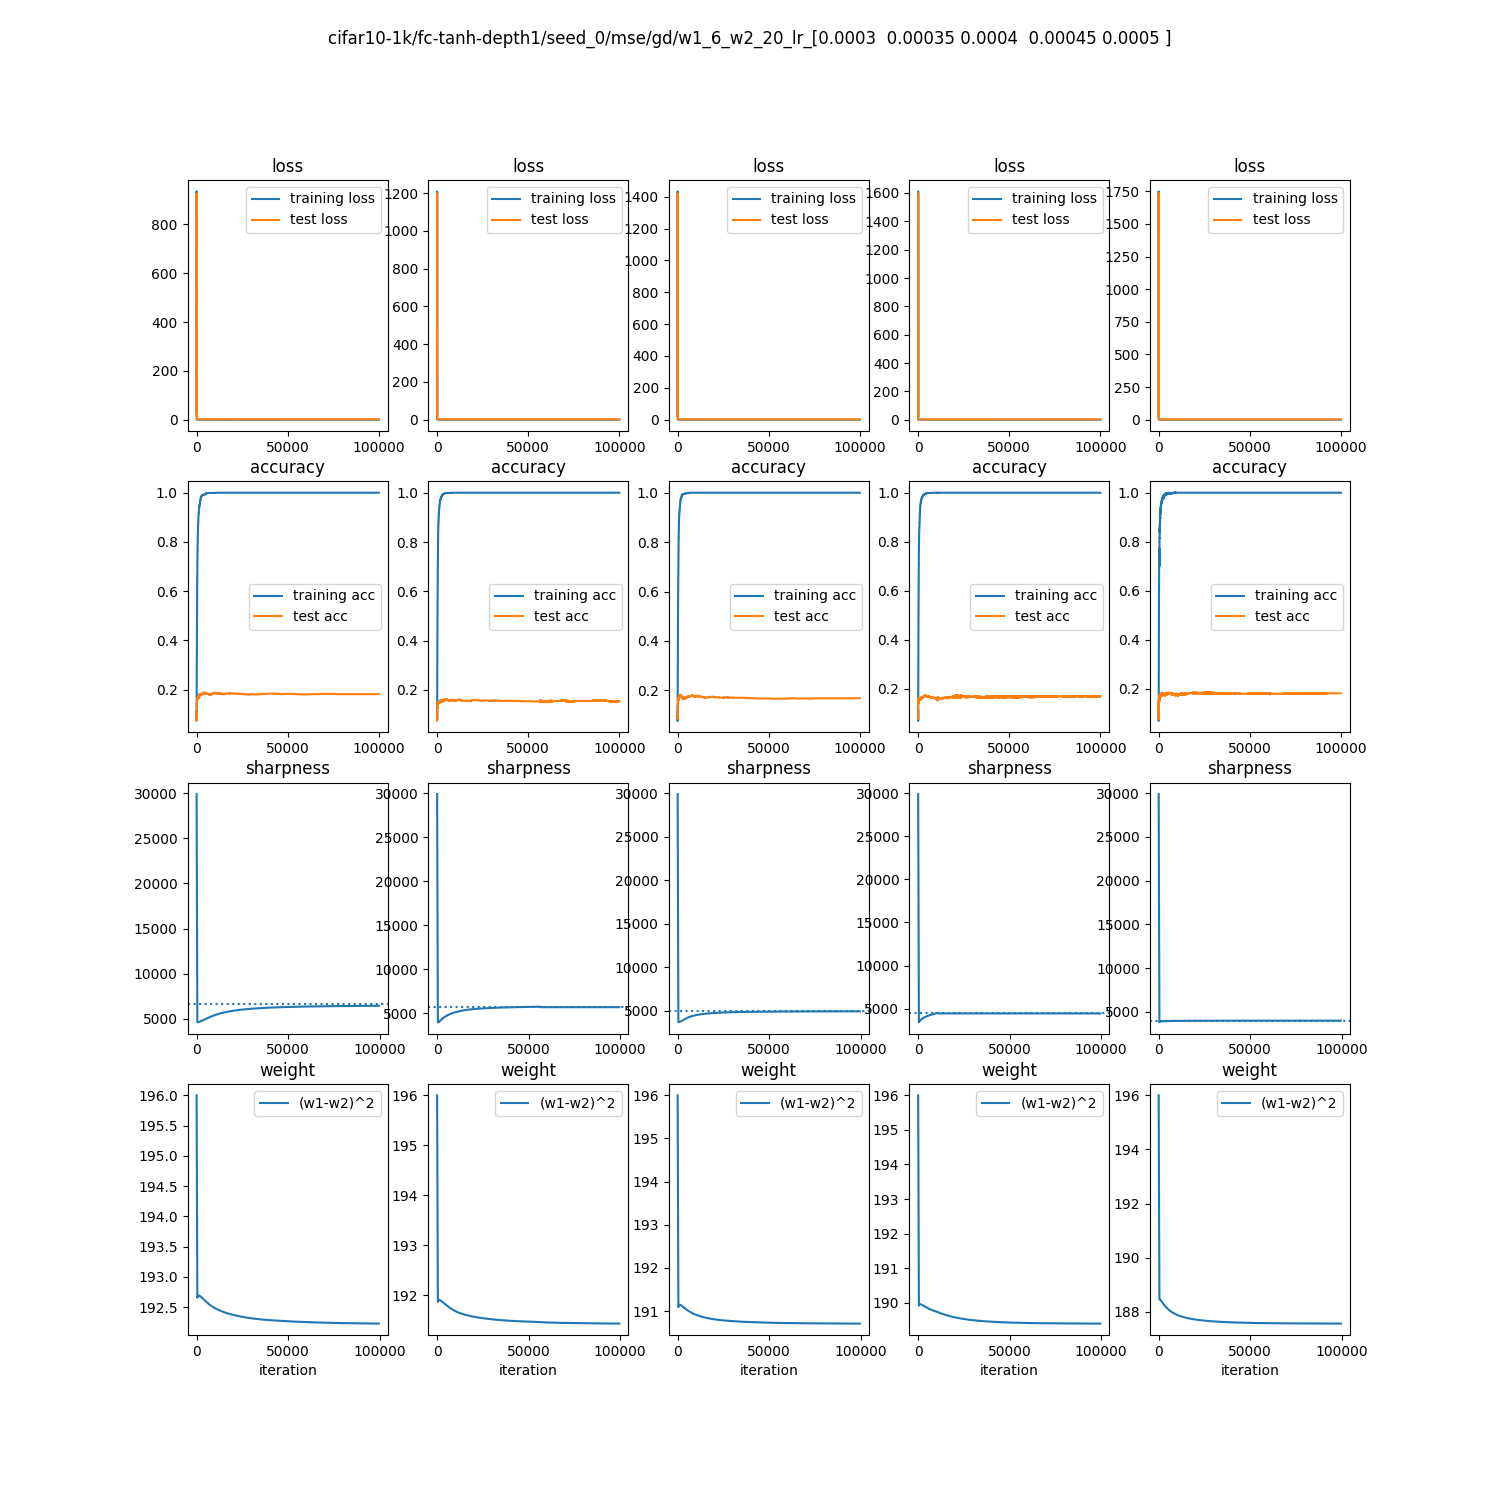 cifar10-1k/fc-tanh-depth1/seed_0/mse/gd/w1_6_w2_20_lr_[0.0003  0.00035 0.0004  0.00045 0.0005 ]
loss loss loss loss loss
training loss
test loss
800
600
400
200
0
0 50000 100000
training loss
test loss
1200
1000
800
600
400
200
0
0 50000 100000
training loss
test loss
1400
1200
1000
800
600
400
200
0
0 50000 100000
training loss
test loss
1600
1400
1200
1000
800
600
400
200
0
0 50000 100000
training loss
test loss
1750
1500
1250
1000
750
500
250
0
0 50000 100000
accuracy accuracy accuracy accuracy accuracy
1.0
0.8
0.6
0.4
0.2
training acc
test acc
0 50000 100000
1.0
0.8
0.6
0.4
0.2
training acc
test acc
0 50000 100000
1.0
0.8
0.6
0.4
0.2
training acc
test acc
0 50000 100000
1.0
0.8
0.6
0.4
0.2
training acc
test acc
0 50000 100000
1.0
0.8
0.6
0.4
0.2
training acc
test acc
0 50000 100000
sharpness sharpness sharpness sharpness sharpness
30000
25000
20000
15000
10000
5000
0 50000 100000
30000
25000
20000
15000
10000
5000
0 50000 100000
30000
25000
20000
15000
10000
5000
0 50000 100000
30000
25000
20000
15000
10000
5000
0 50000 100000
30000
25000
20000
15000
10000
5000
0 50000 100000
weight weight weight weight weight
(w1-w2)^2
196.0
195.5
195.0
194.5
194.0
193.5
193.0
192.5
0 50000 100000
iteration
(w1-w2)^2
196
195
194
193
192
0 50000 100000
iteration
(w1-w2)^2
196
195
194
193
192
191
0 50000 100000
iteration
(w1-w2)^2
196
195
194
193
192
191
190
0 50000 100000
iteration
(w1-w2)^2
196
194
192
190
188
0 50000 100000
iteration